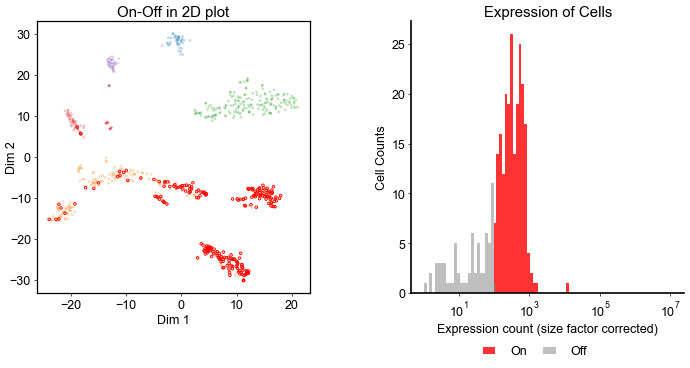 On-Off in 2D plot
30
20
10
0
−10
−20
−30
Dim 2
−20 −10 0 10 20
Dim 1
Expression of Cells
25
20
15
10
5
0
Cell Counts
10^1 10^3 10^5 10^7
Expression count (size factor corrected)
On Off